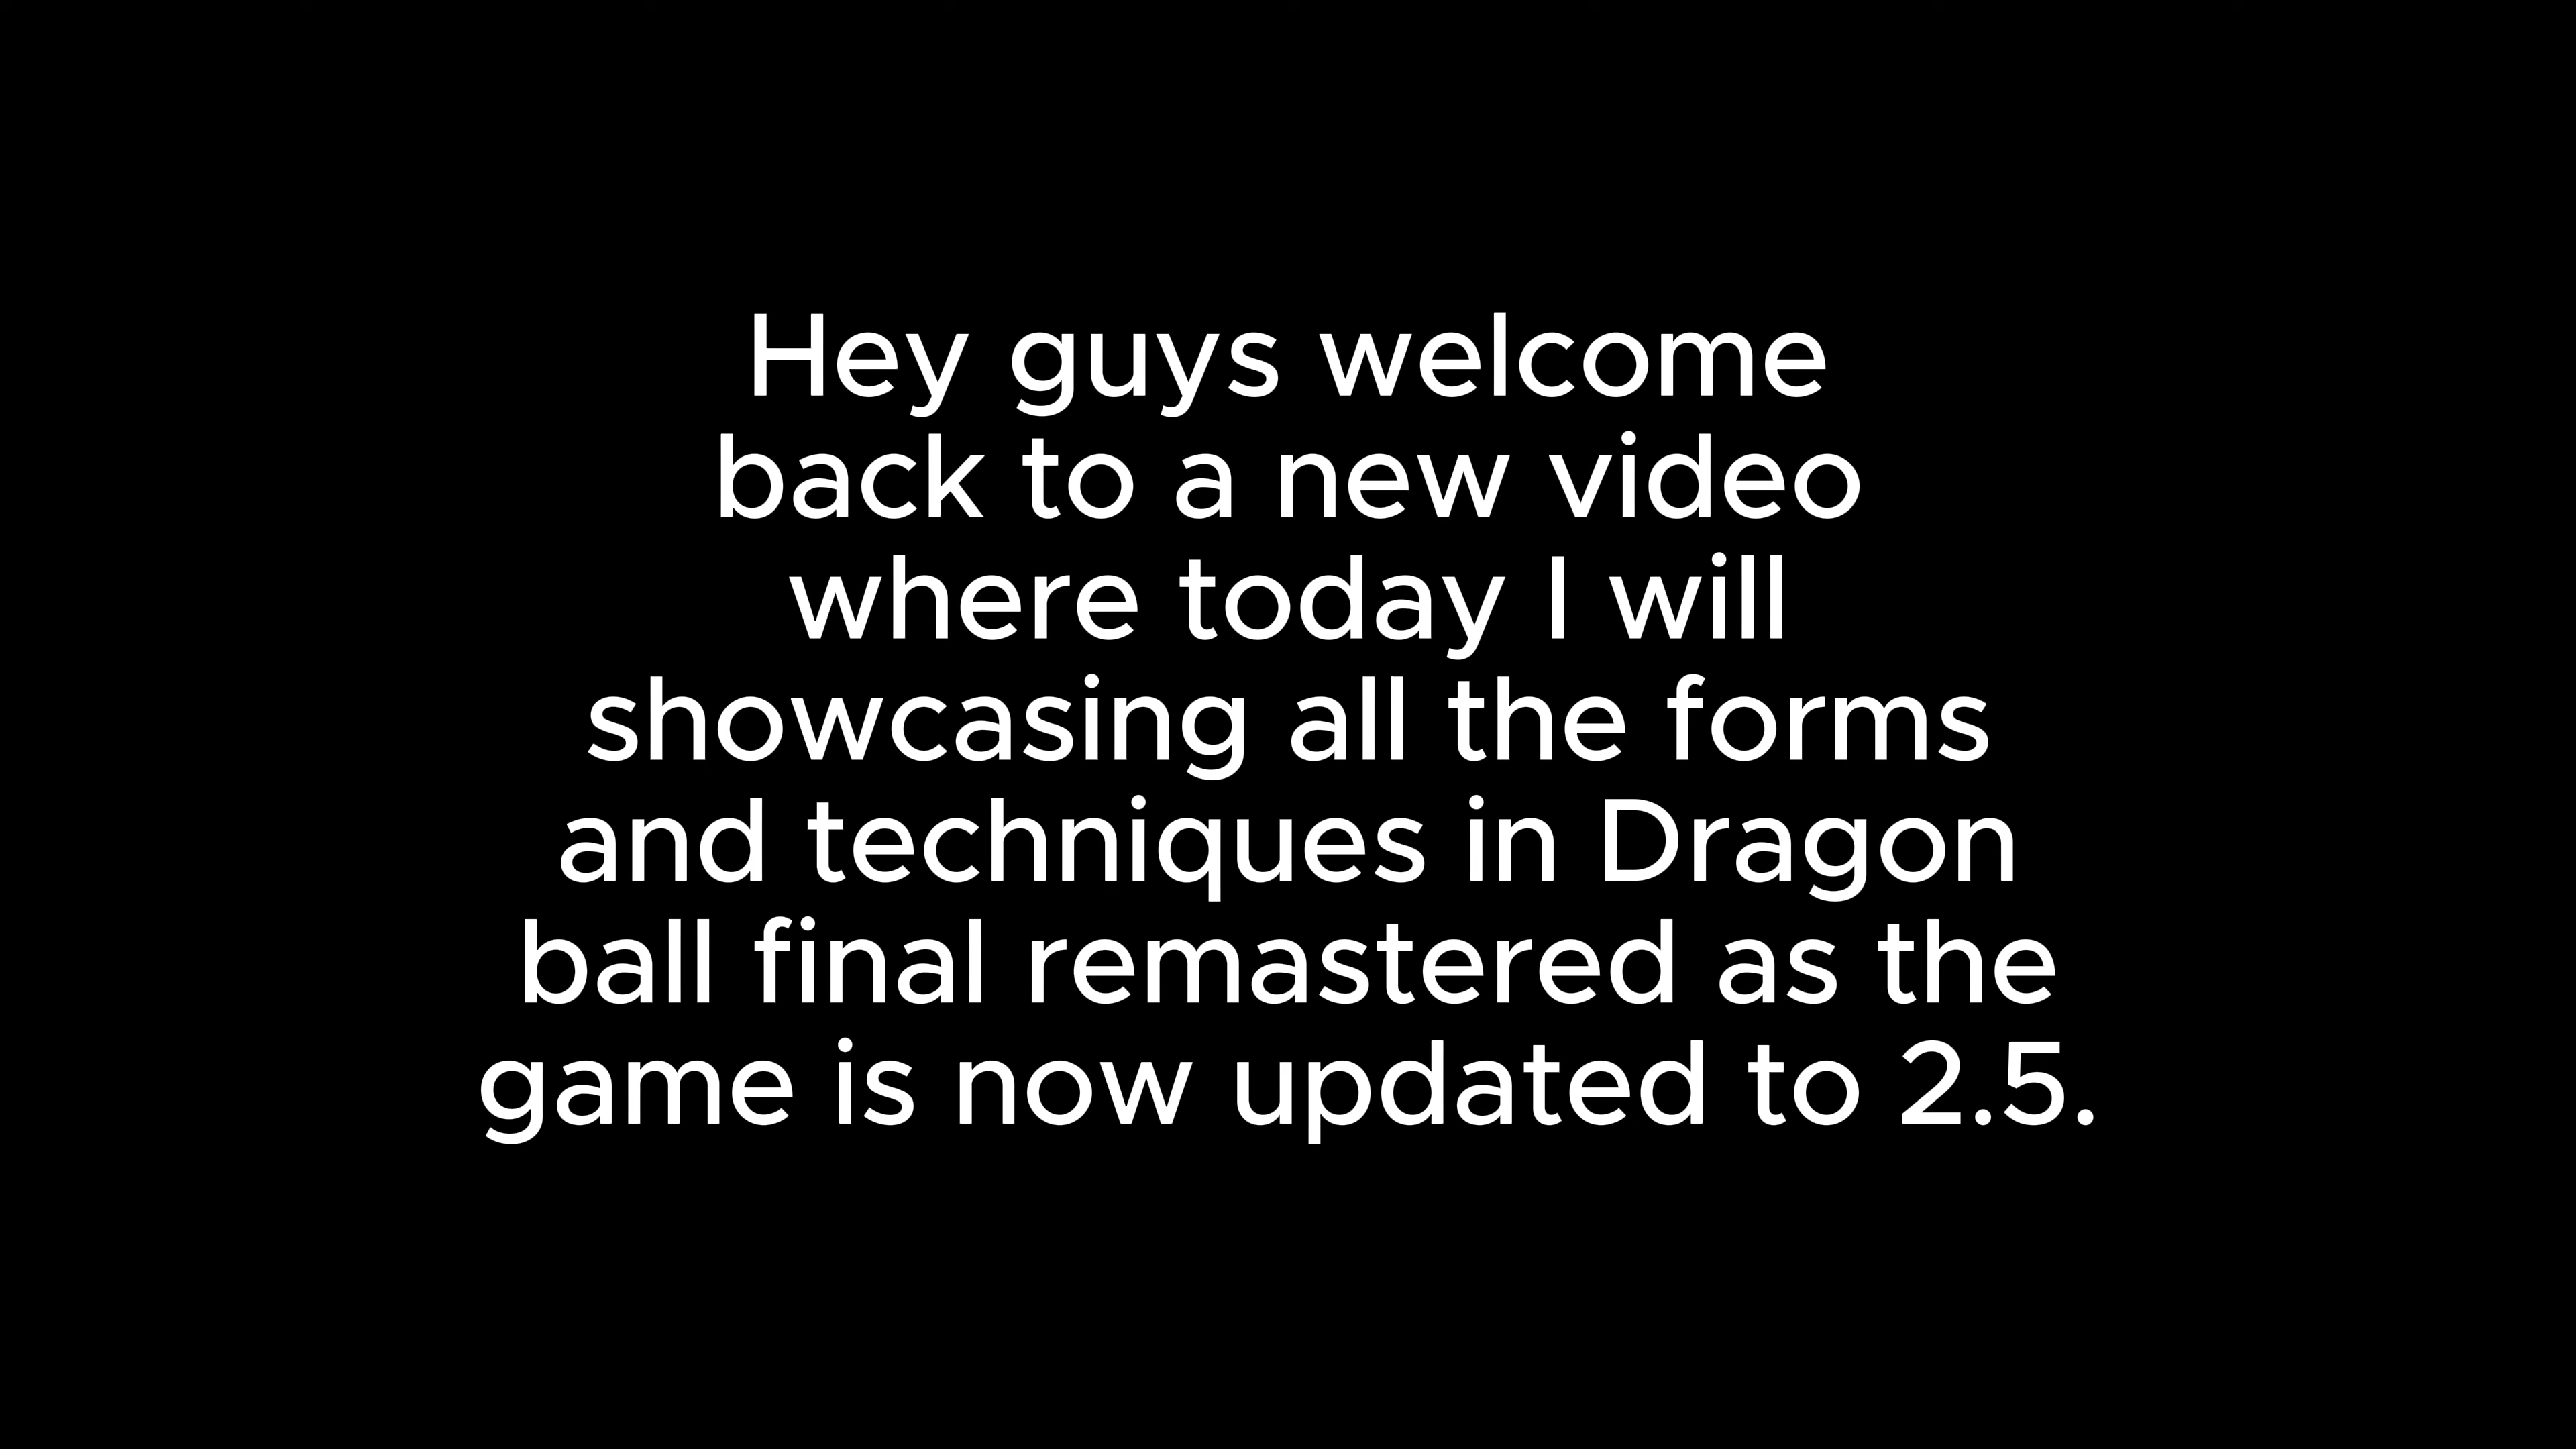 Hey guys welcome
back to a new video
where today I will
showcasing all the forms
and techniques in Dragon
ball final remastered as the
game is now updated to 2.5.